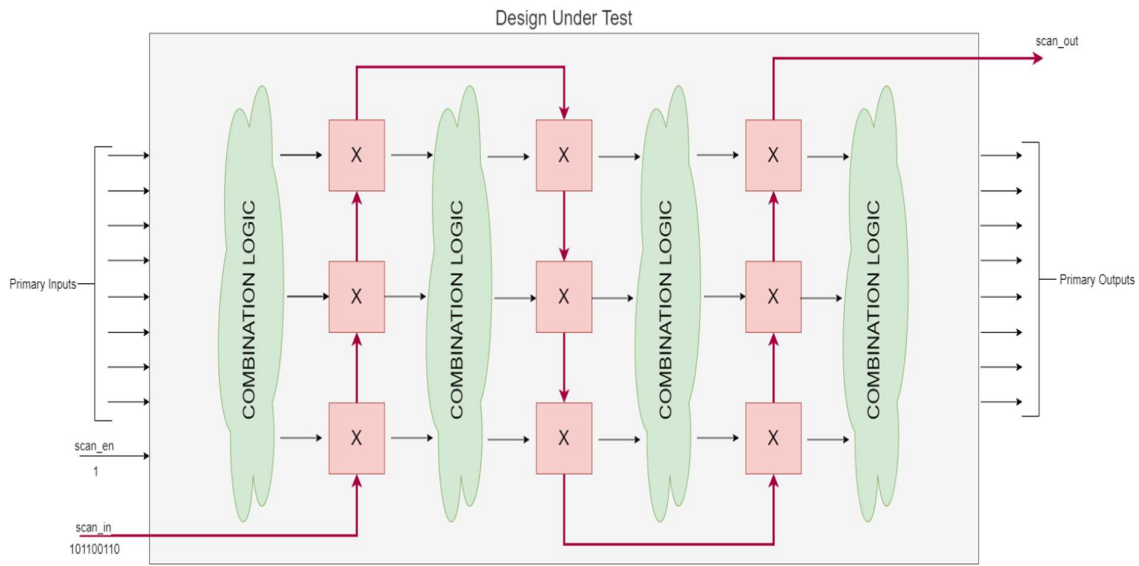 Design Under Test
scan_out
X
X
X
COMBINATION LOGIC
COMBINATION LOGIC
COMBINATION LOGIC
COMBINATION LOGIC
Primary Inputs
X
X
X
Primary Outputs
X
X
X
scan_en
1
scan_in
101100110